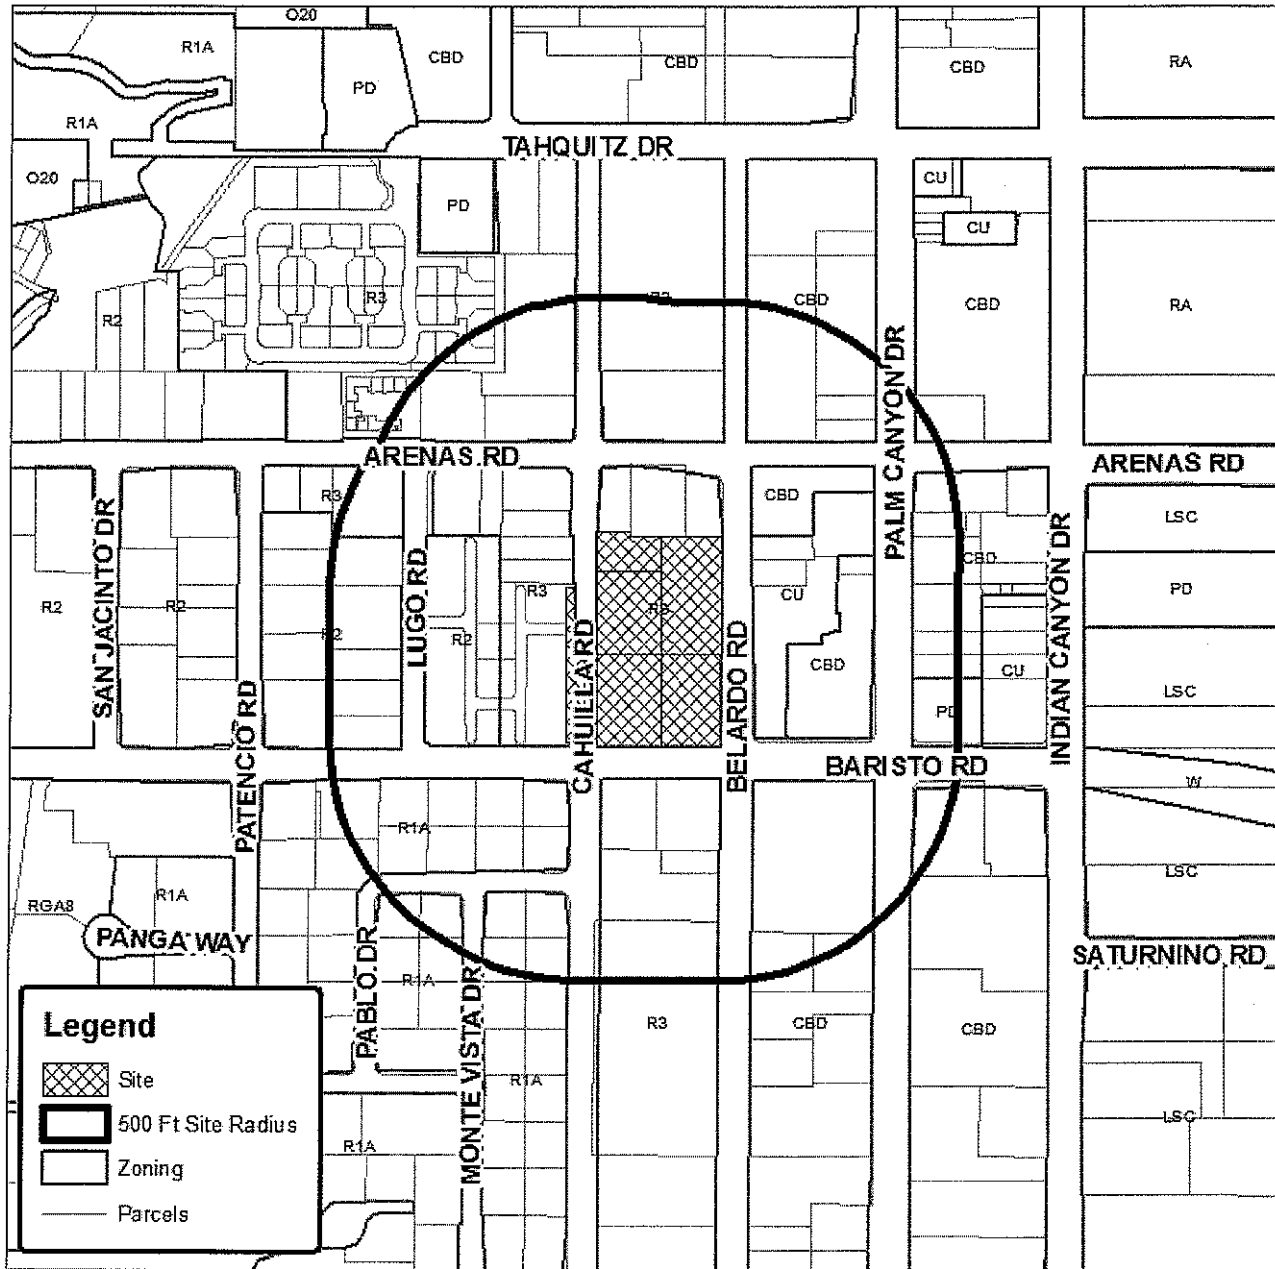 O20
R1A
CBD
CBD
CBD
RA
PD
R1A
TAHQUITZ DR
O20
PD
CU
CU
R3
R3
CBD
CBD
RA
R2
PALM CANYON DR
ARENAS RD
ARENAS RD
R3
CBD
LSC
SAN JACINTO DR
LUGO RD
INDIAN CANYON DR
CBD
PD
R2
R2
R2
R2
R3
R3
CU
CBD
CU
LSC
PATENCIO RD
CAHUILLA RD
BELARDO RD
PD
BARISTO RD
W
R1A
LSC
RGA8
R1A
PANGA WAY
SATURNINO RD
PABLO DR
MONTE VISTA DR
R1A
R3
CBD
CBD
R1A
LSC
R1A
Legend
Site
500 Ft Site Radius
Zoning
Parcels